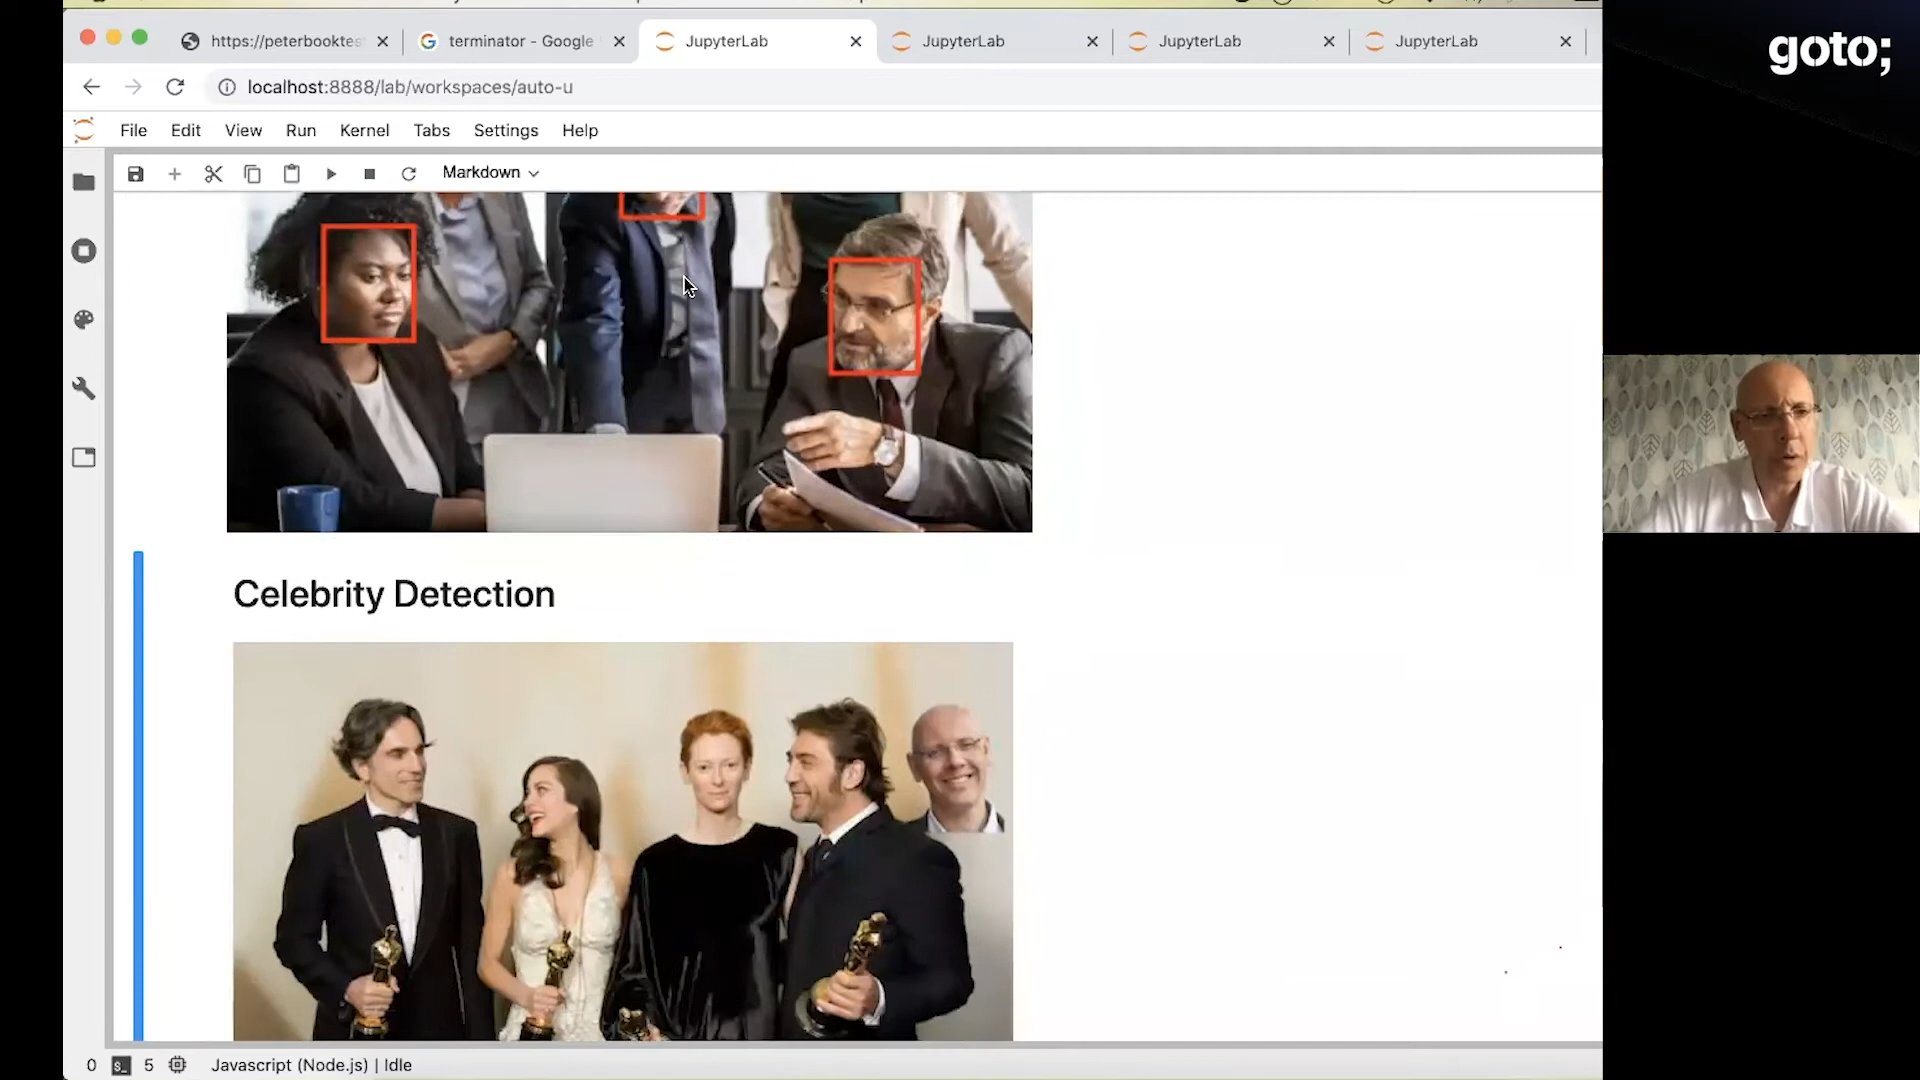 https://peterbooktes
terminator - Google
JupyterLab
JupyterLab
JupyterLab
JupyterLab
goto;
localhost:8888/lab/workspaces/auto-u
File Edit View Run Kernel Tabs Settings Help
Markdown
Celebrity Detection
0 5 Javascript (Node.js) | Idle